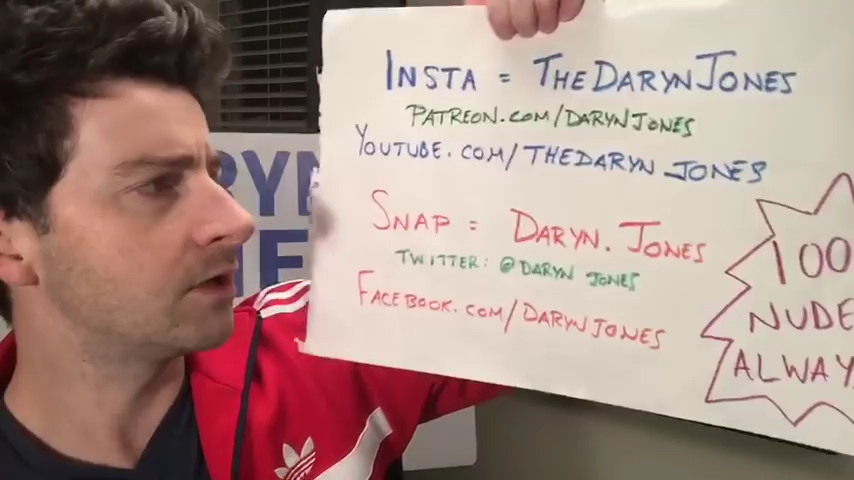 INSTA = THEDARYNJONES
PATREON.COM/DARYNJONES
YOUTUBE.COM/THEDARYN_JONES
SNAP = DARYN.JONES
TWITTER: @DARYN JONES
FACEBOOK.COM/DARYNJONES
100
NUDE
ALWAY